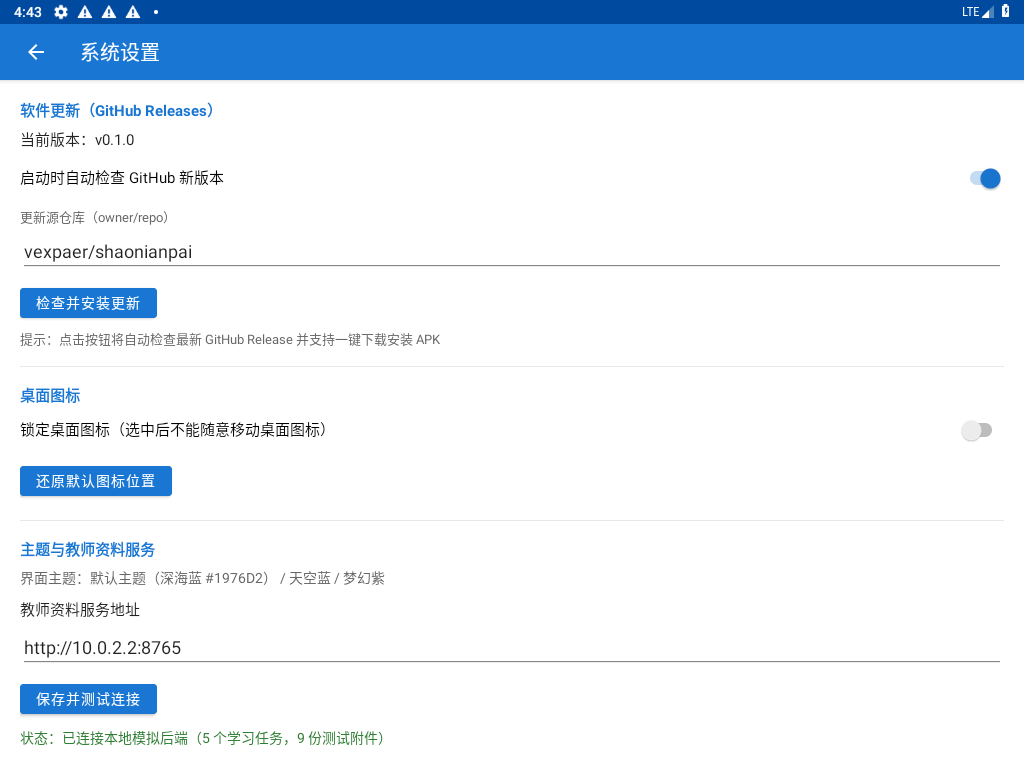 4:43
LTE
系统设置
软件更新（GitHub Releases）
当前版本：v0.1.0
启动时自动检查 GitHub 新版本
更新源仓库（owner/repo）
vexpaer/shaonianpai
检查并安装更新
提示：点击按钮将自动检查最新 GitHub Release 并支持一键下载安装 APK
桌面图标
锁定桌面图标（选中后不能随意移动桌面图标）
还原默认图标位置
主题与教师资料服务
界面主题：默认主题（深海蓝 #1976D2） / 天空蓝 / 梦幻紫
教师资料服务地址
http://10.0.2.2:8765
保存并测试连接
状态：已连接本地模拟后端（5 个学习任务，9 份测试附件）